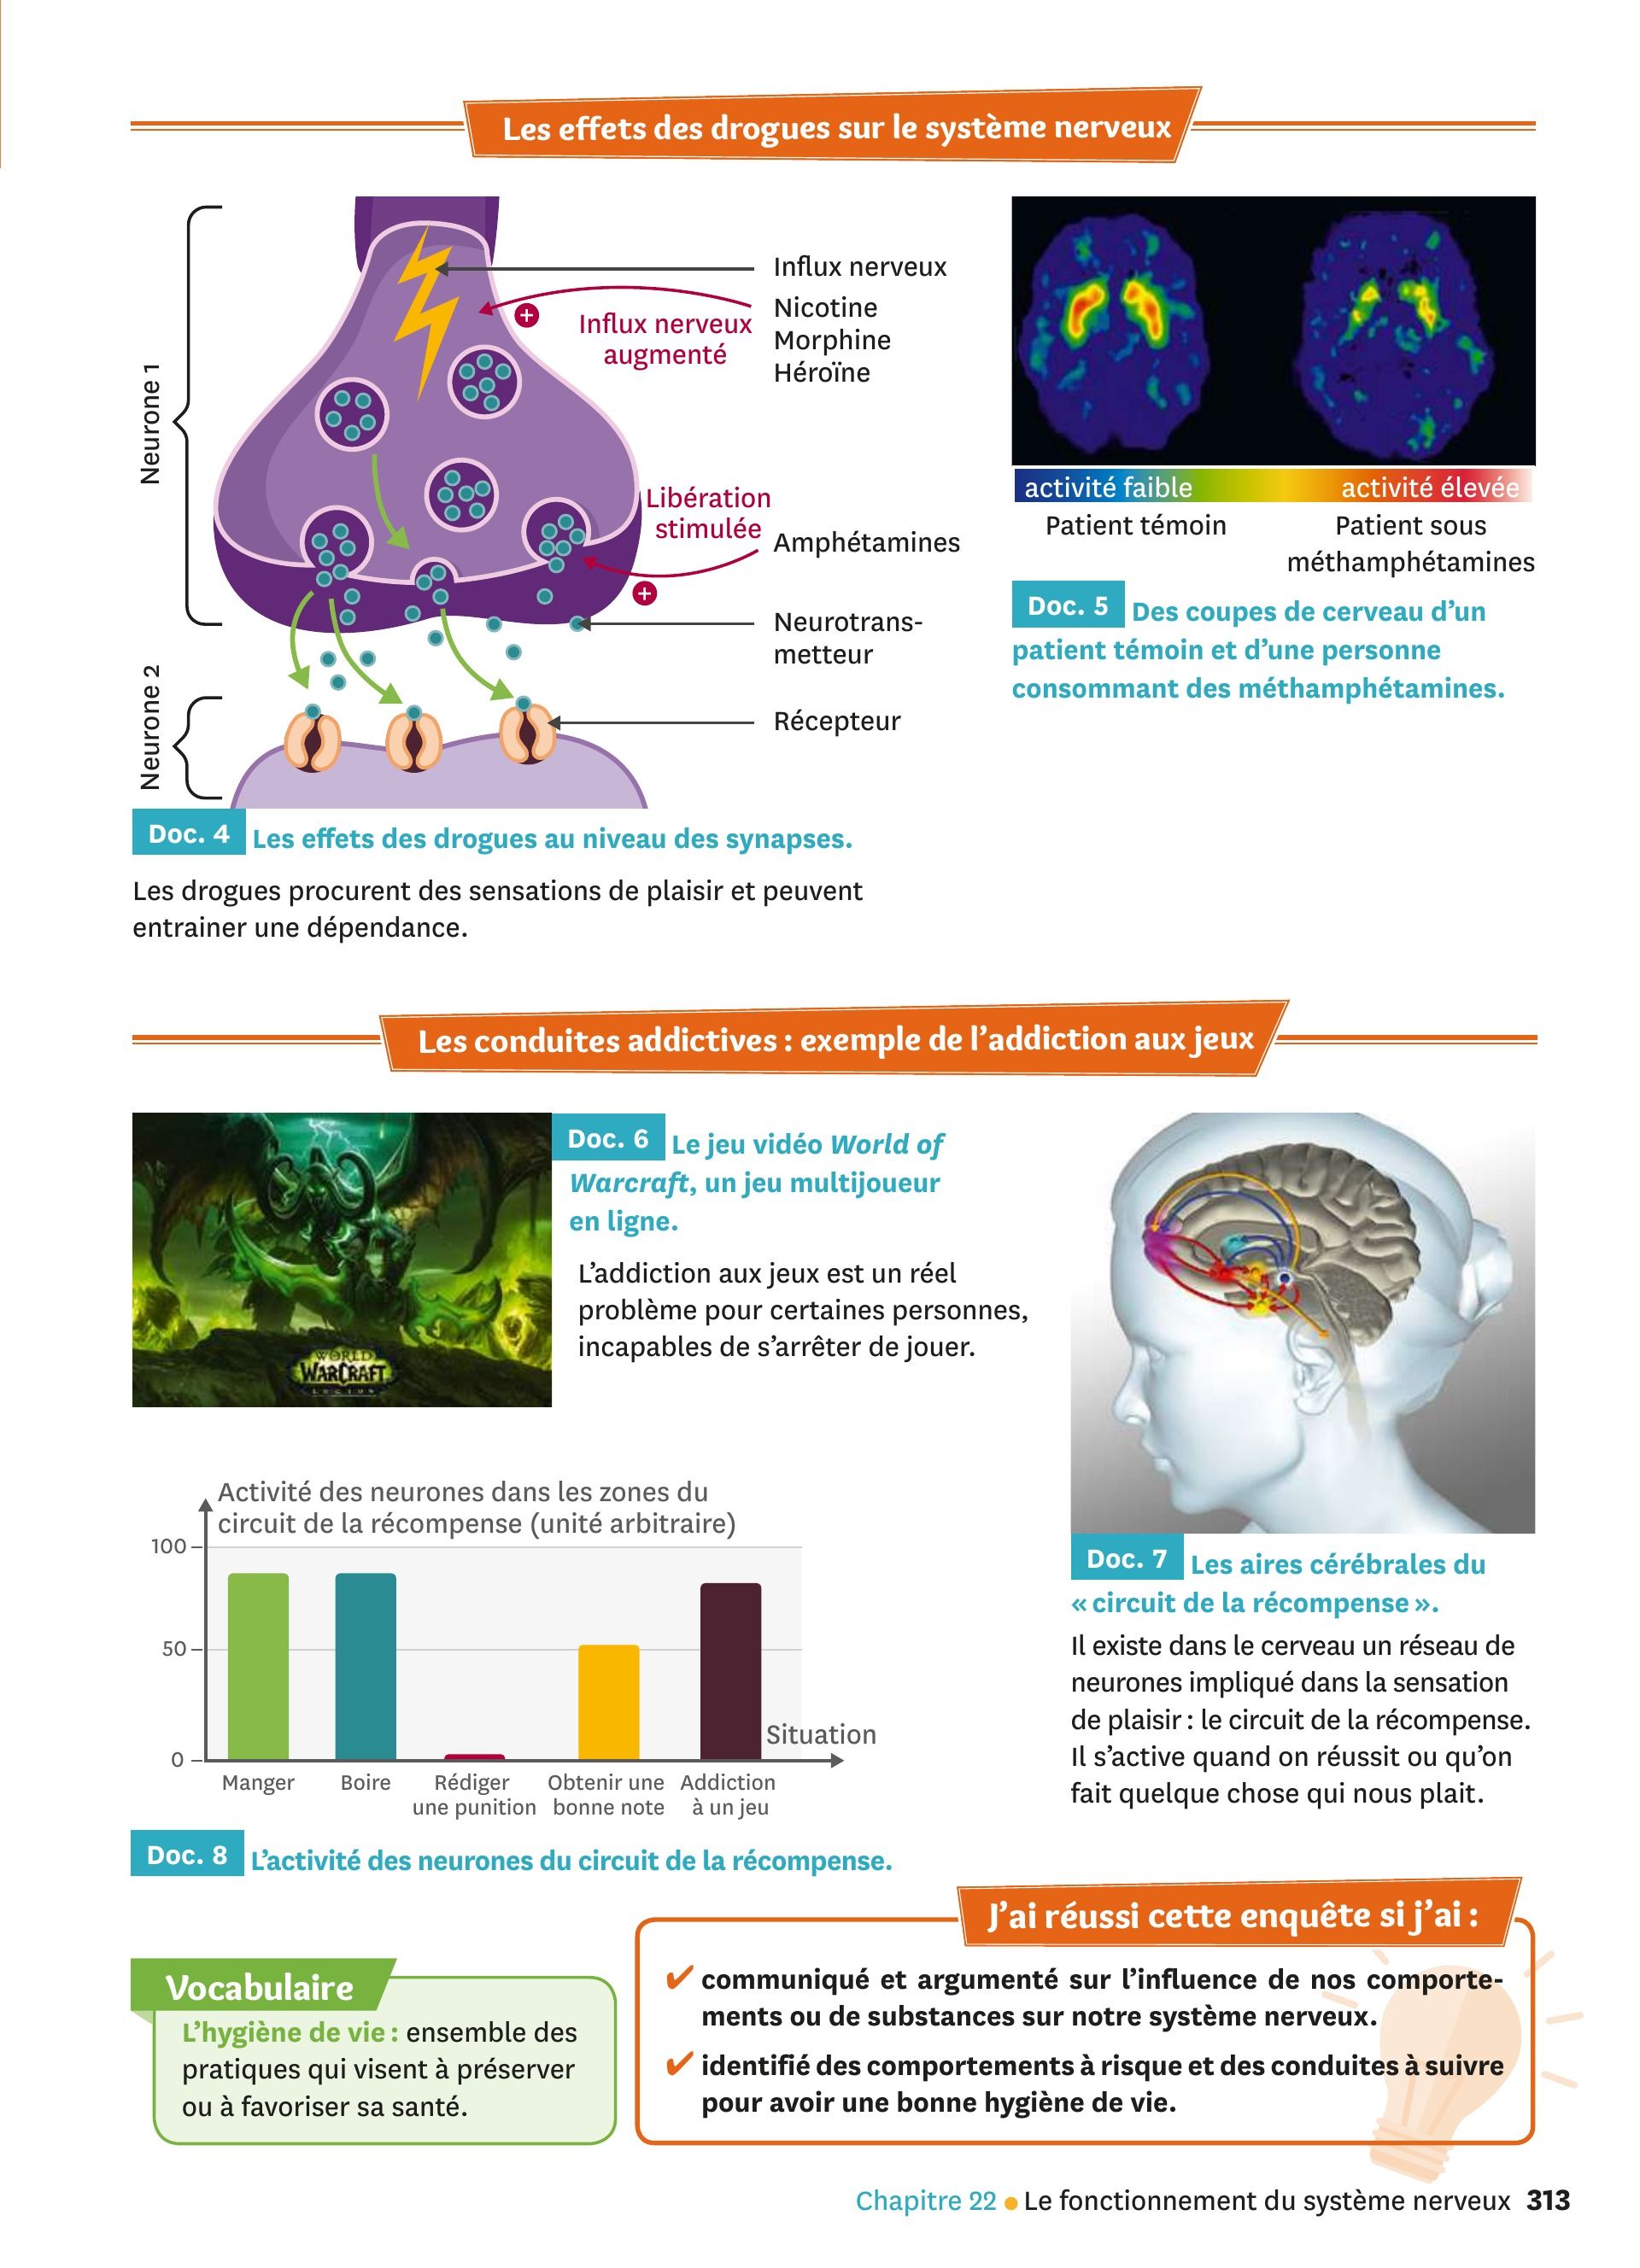 Les effets des drogues sur le système nerveux
Neurone 1
Neurone 2
Influx nerveux
Nicotine
Morphine
Héroïne
+
Influx nerveux
augmenté
Libération
stimulée
Amphétamines
+
Neurotrans-
metteur
Récepteur
Doc. 4 Les effets des drogues au niveau des synapses.
Les drogues procurent des sensations de plaisir et peuvent
entrainer une dépendance.
activité faible
activité élevée
Patient témoin
Patient sous
méthamphétamines
Doc. 5 Des coupes de cerveau d’un
patient témoin et d’une personne
consommant des méthamphétamines.
Les conduites addictives : exemple de l’addiction aux jeux
WORLD
WARCRAFT
LEGION
Doc. 6 Le jeu vidéo World of
Warcraft, un jeu multijoueur
en ligne.
L’addiction aux jeux est un réel
problème pour certaines personnes,
incapables de s’arrêter de jouer.
Doc. 7 Les aires cérébrales du
« circuit de la récompense ».
Il existe dans le cerveau un réseau de
neurones impliqué dans la sensation
de plaisir : le circuit de la récompense.
Il s’active quand on réussit ou qu’on
fait quelque chose qui nous plait.
Activité des neurones dans les zones du
circuit de la récompense (unité arbitraire)
100
50
0
Situation
Manger
Boire
Rédiger
une punition
Obtenir une
bonne note
Addiction
à un jeu
Doc. 8 L’activité des neurones du circuit de la récompense.
Vocabulaire
L’hygiène de vie : ensemble des
pratiques qui visent à préserver
ou à favoriser sa santé.
J’ai réussi cette enquête si j’ai :
✔ communiqué et argumenté sur l’influence de nos comporte-
ments ou de substances sur notre système nerveux.
✔ identifié des comportements à risque et des conduites à suivre
pour avoir une bonne hygiène de vie.
Chapitre 22 ● Le fonctionnement du système nerveux 313